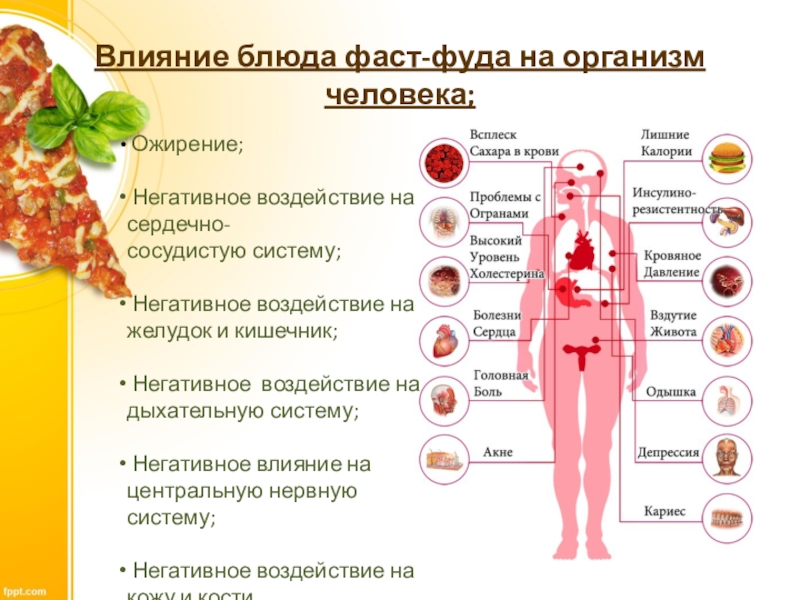 Влияние блюда фаст-фуда на организм
человека;
• Ожирение;
• Негативное воздействие на
сердечно-
сосудистую систему;
• Негативное воздействие на
желудок и кишечник;
• Негативное воздействие на
дыхательную систему;
• Негативное влияние на
центральную нервную
систему;
• Негативное воздействие на
кожу и кости
Всплеск
Сахара в крови
Проблемы с
Огранами
Высокий
Уровень
Холестерина
Болезни
Сердца
Головная
Боль
Акне
Лишние
Калории
Инсулино-
резистентность
Кровяное
Давление
Вздутие
Живота
Одышка
Депрессия
Кариес
fppt.com